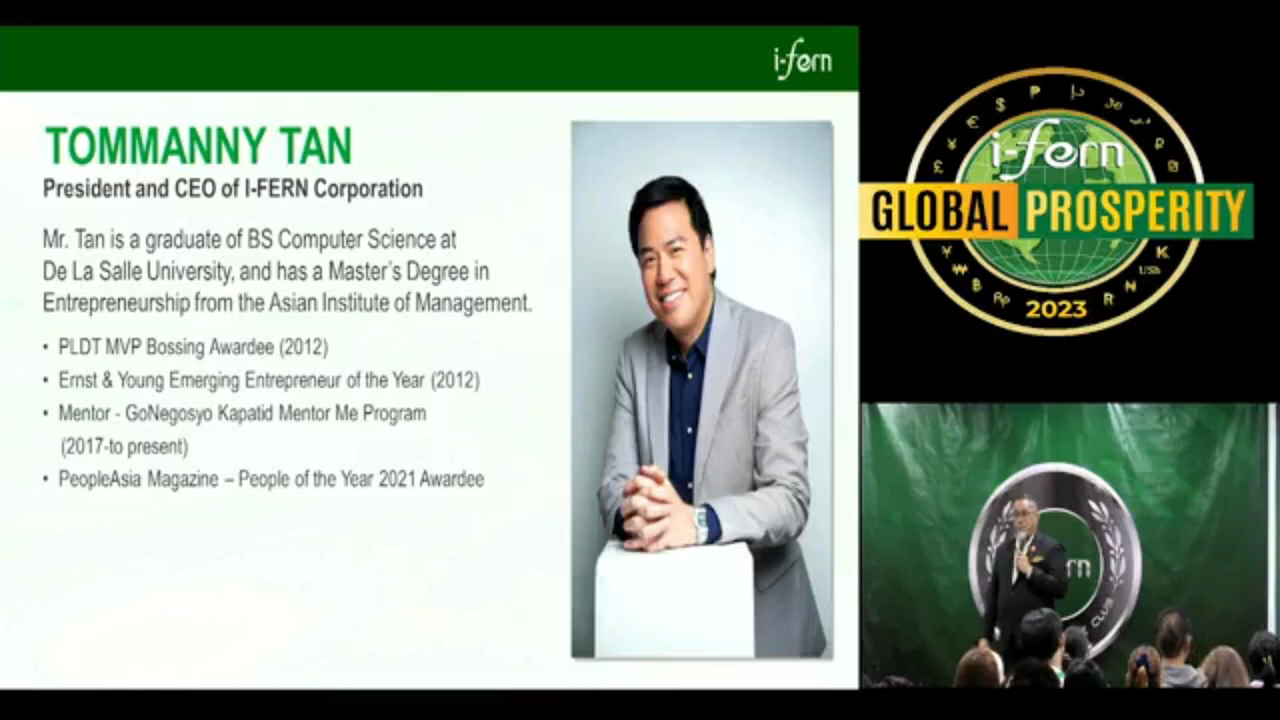 i-fern
TOMMANNY TAN
President and CEO of I-FERN Corporation
Mr. Tan is a graduate of BS Computer Science at
De La Salle University, and has a Master's Degree in
Entrepreneurship from the Asian Institute of Management.
• PLDT MVP Bossing Awardee (2012)
• Ernst & Young Emerging Entrepreneur of the Year (2012)
• Mentor - GoNegosyo Kapatid Mentor Me Program
(2017-to present)
• PeopleAsia Magazine – People of the Year 2021 Awardee
i-fern
GLOBAL PROSPERITY
2023
rn
CLUB